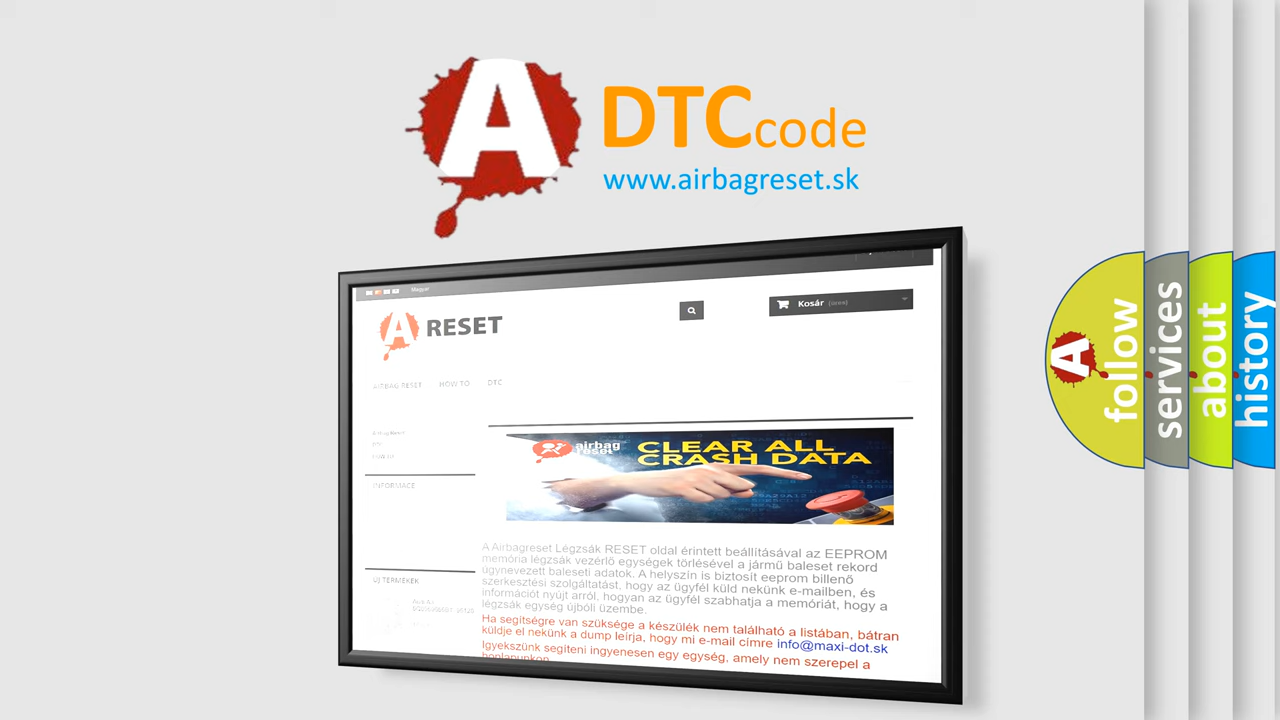 A
DTC code
www.airbagreset.sk
Magyar
A RESET
Kosár (üres)
AIRBAG RESET HOW TO DTC
INFORMACE
airbag
reset
CLEAR ALL
CRASH DATA
A Airbagreset Légzsák RESET oldal érintett beállításával az EEPROM
memória légzsák vezérlő egységek törlésével a jármű baleset rekord
úgynevezett baleseti adatok. A helyszín is biztosít eeprom billenő
szerkesztési szolgáltatást, hogy az ügyfél küld nekünk e-mailben, és
információt nyújt arról, hogyan az ügyfél szabhatja a memóriát, hogy a
légzsák egység újbóli üzembe.
Ha segítségre van szüksége a készülék nem található a listában, bátran
küldje el nekünk a dump leírja, hogy mi e-mail címre info@maxi-dot.sk
Igyekszünk segíteni ingyenesen egy egység, amely nem szerepel a
honlapunkon
ÚJ TERMÉKEK
A follow
services
about
history